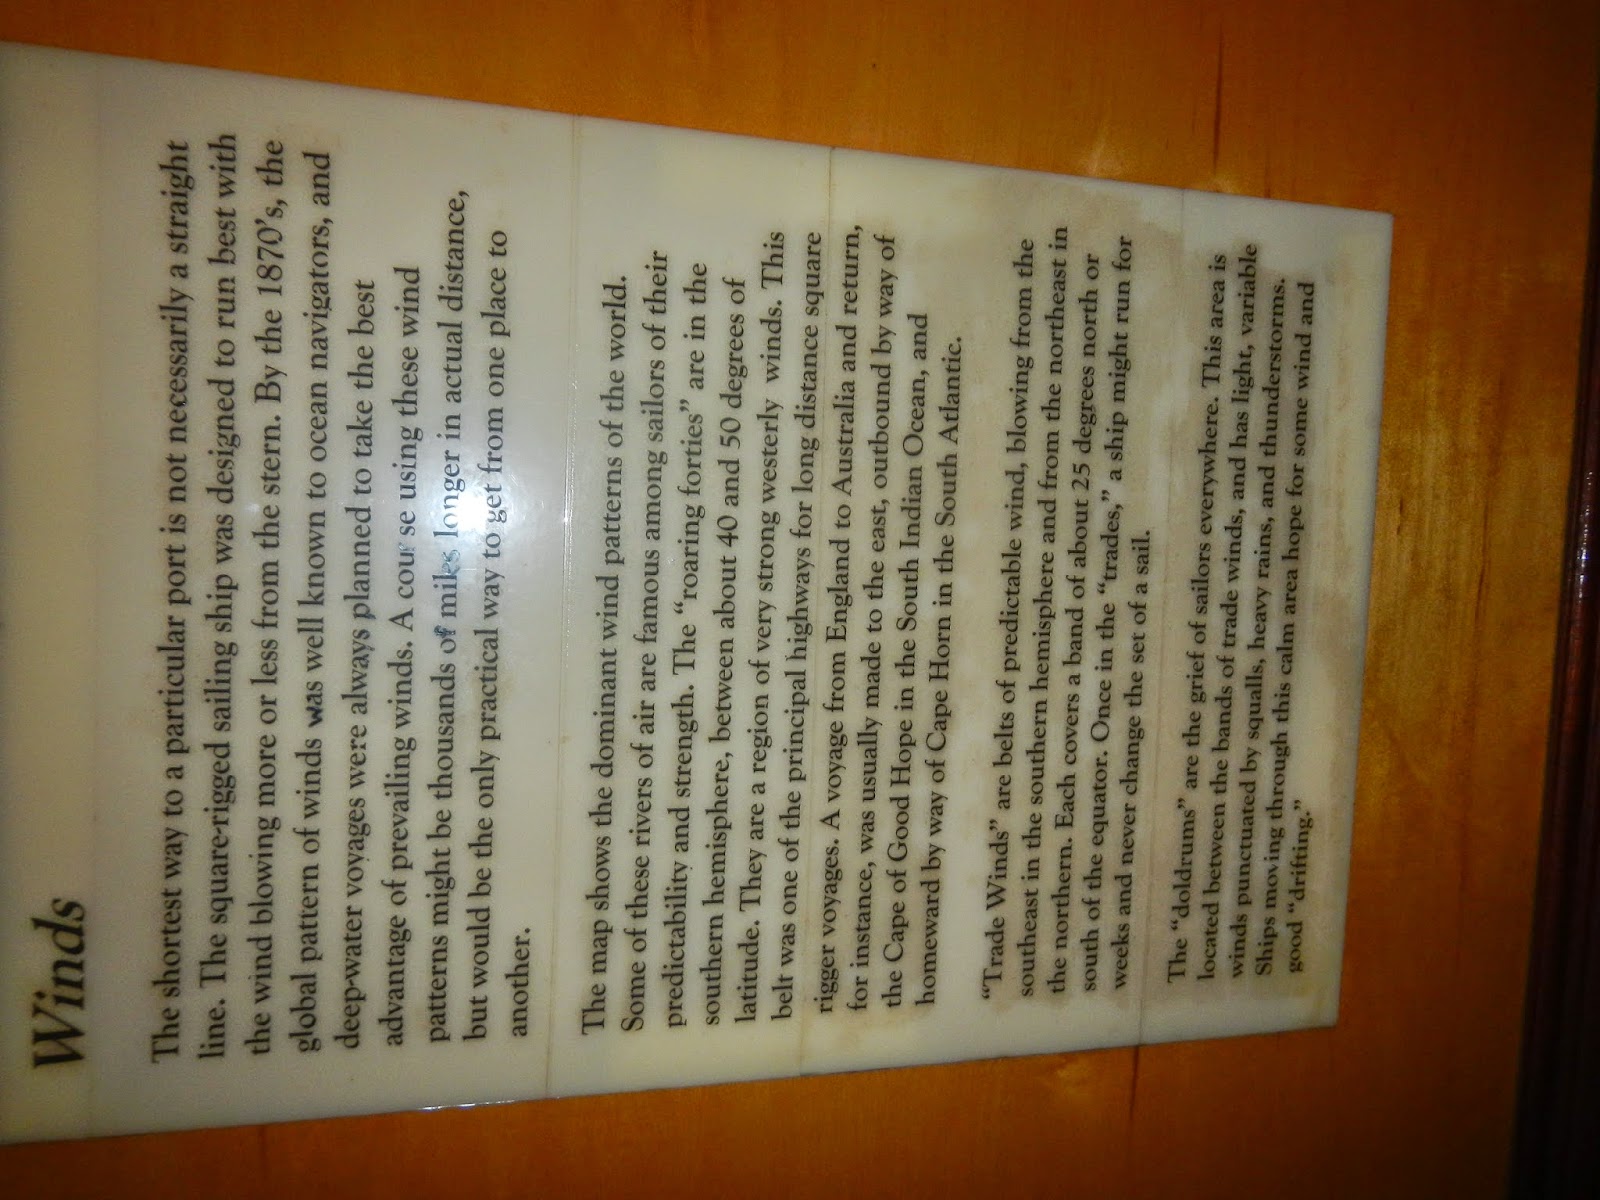 Winds
The shortest way to a particular port is not necessarily a straight
line. The square-rigged sailing ship was designed to run best with
the wind blowing more or less from the stern. By the 1870's, the
global pattern of winds was well known to ocean navigators, and
deep-water voyages were always planned to take the best
advantage of prevailing winds. A course using these wind
patterns might be thousands of miles longer in actual distance,
but would be the only practical way to get from one place to
another.
The map shows the dominant wind patterns of the world.
Some of these rivers of air are famous among sailors of their
predictability and strength. The “roaring forties” are in the
southern hemisphere, between about 40 and 50 degrees of
latitude. They are a region of very strong westerly winds. This
belt was one of the principal highways for long distance square
rigger voyages. A voyage from England to Australia and return,
for instance, was usually made to the east, outbound by way of
the Cape of Good Hope in the South Indian Ocean, and
homeward by way of Cape Horn in the South Atlantic.
“Trade Winds” are belts of predictable wind, blowing from the
southeast in the southern hemisphere and from the northeast in
the northern. Each covers a band of about 25 degrees north or
south of the equator. Once in the “trades,” a ship might run for
weeks and never change the set of a sail.
The “doldrums” are the grief of sailors everywhere. This area is
located between the bands of trade winds, and has light, variable
winds punctuated by squalls, heavy rains, and thunderstorms.
Ships moving through this calm area hope for some wind and
good “drifting.”